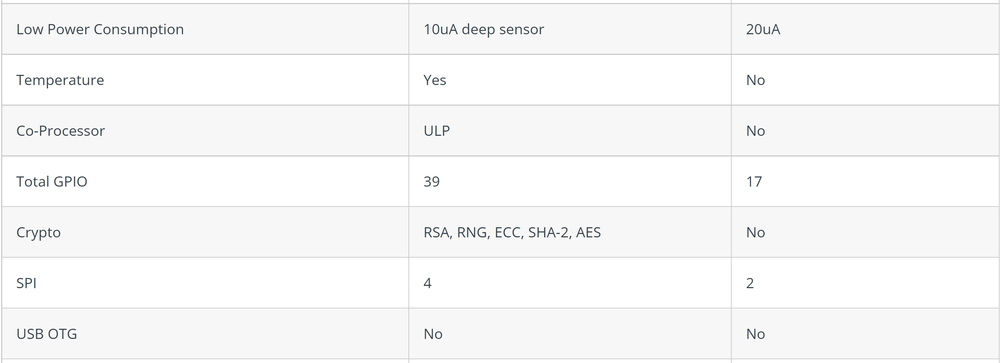 Low Power Consumption 10uA deep sensor 20uA
Temperature Yes No
Co-Processor ULP No
Total GPIO 39 17
Crypto RSA, RNG, ECC, SHA-2, AES No
SPI 4 2
USB OTG No No